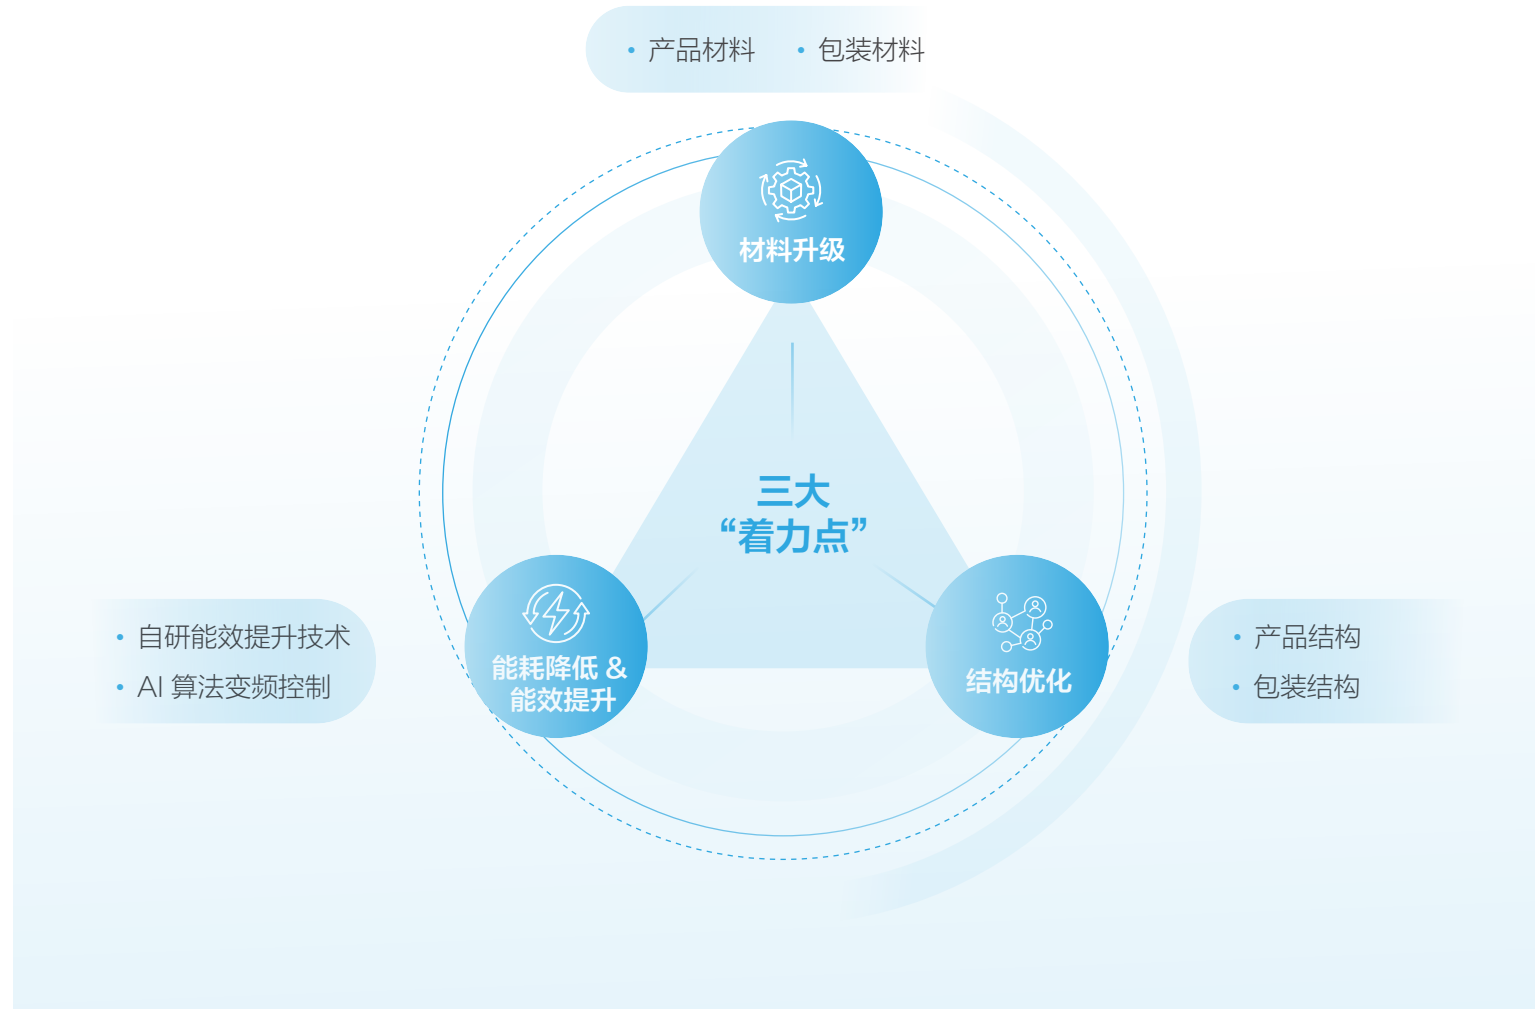 • 产品材料 • 包装材料
材料升级
三大
“着力点”
能耗降低 &
能效提升
• 自研能效提升技术
• AI 算法变频控制
结构优化
• 产品结构
• 包装结构